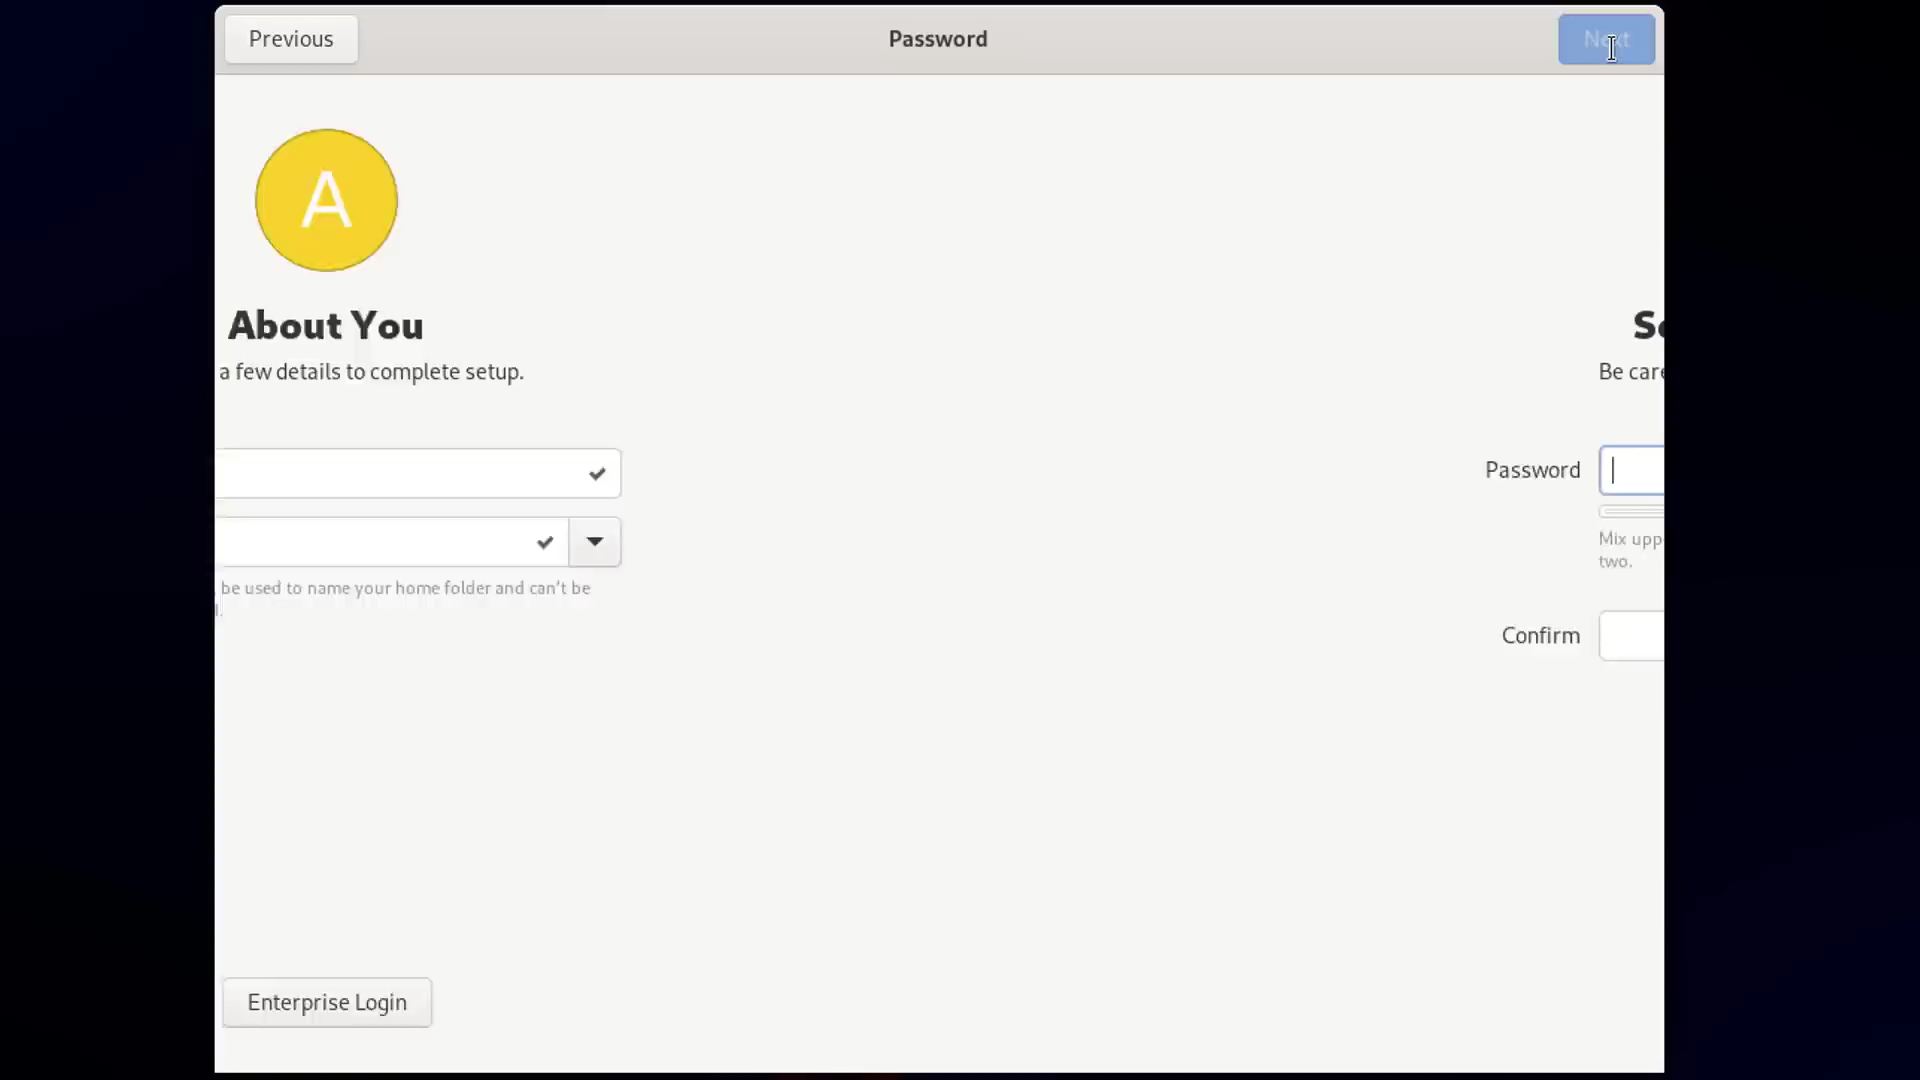 Previous
Password
Next
A
About You
a few details to complete setup.
be used to name your home folder and can't be
Be care
Password
Mix upp
two.
Confirm
Enterprise Login